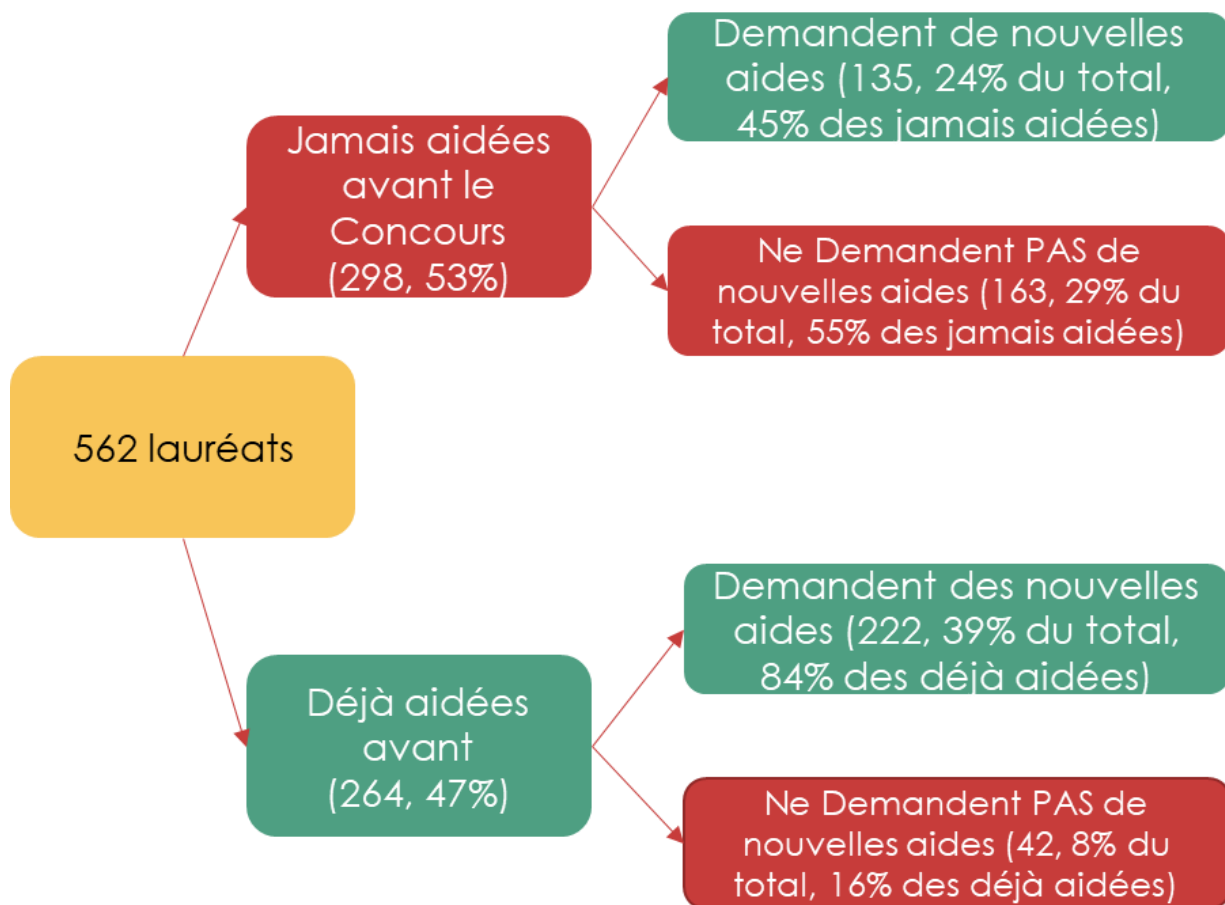 Demandent de nouvelles
aides (135, 24% du total,
45% des jamais aidées)
Jamais aidées
avant le
Concours
(298, 53%)
Ne Demandent PAS de
nouvelles aides (163, 29% du
total, 55% des jamais aidées)
562 lauréats
Demandent des nouvelles
aides (222, 39% du total,
84% des déjà aidées)
Déjà aidées
avant
(264, 47%)
Ne Demandent PAS de
nouvelles aides (42, 8% du
total, 16% des déjà aidées)